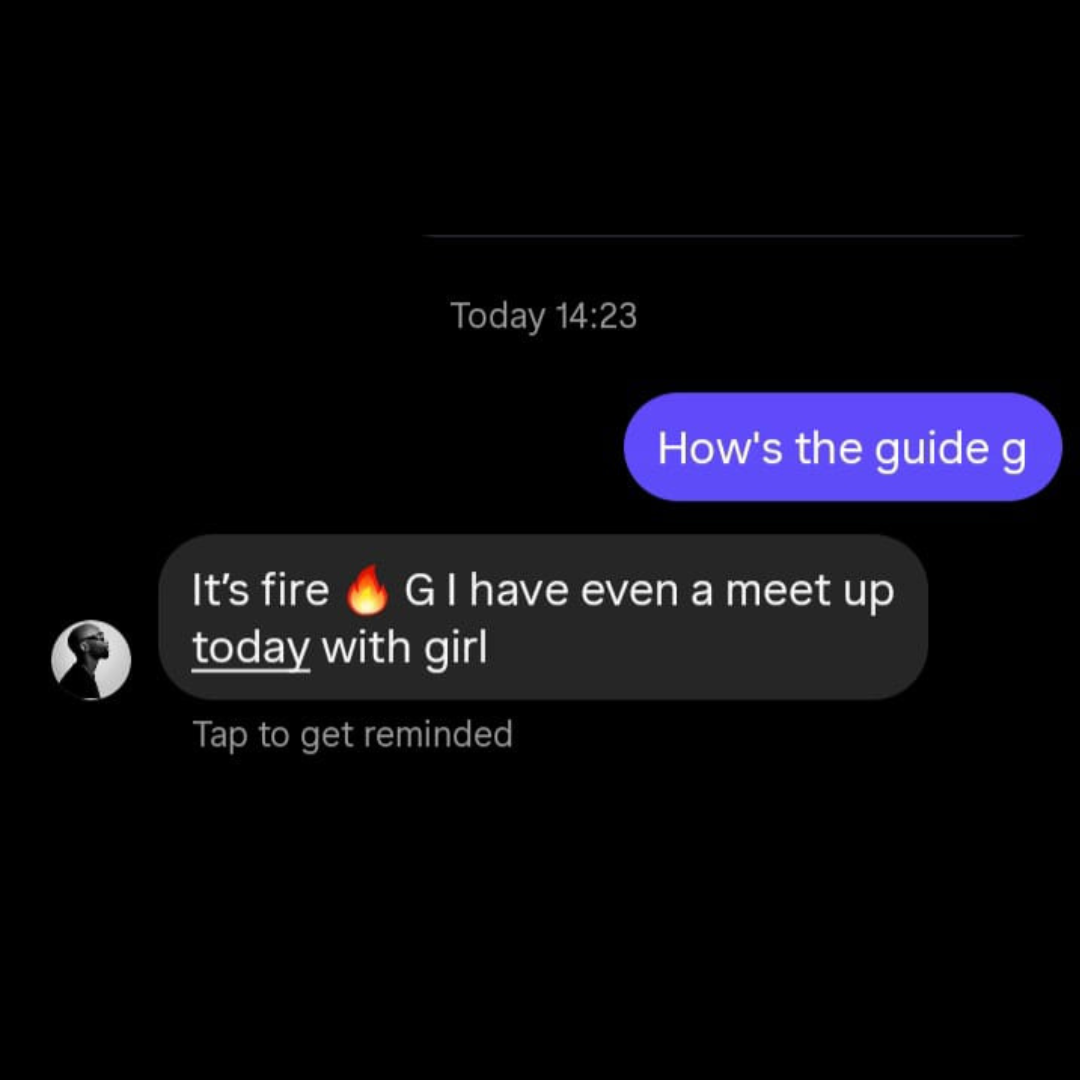 Today 14:23
How's the guide g
It's fire 🔥 G I have even a meet up
today with girl
Tap to get reminded